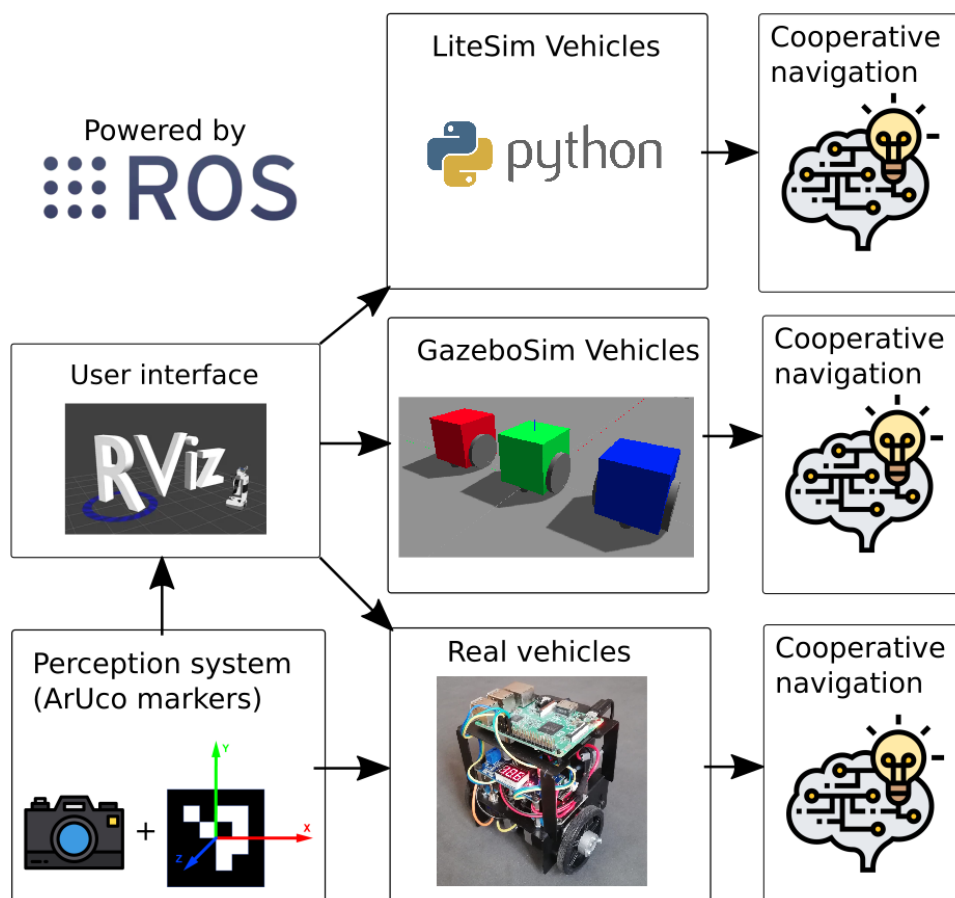 LiteSim Vehicles
python
Cooperative
navigation
Powered by
ROS
User interface
RViz
GazeboSim Vehicles
Cooperative
navigation
Perception system
(ArUco markers)
+
Y
X
Z
Real vehicles
Cooperative
navigation